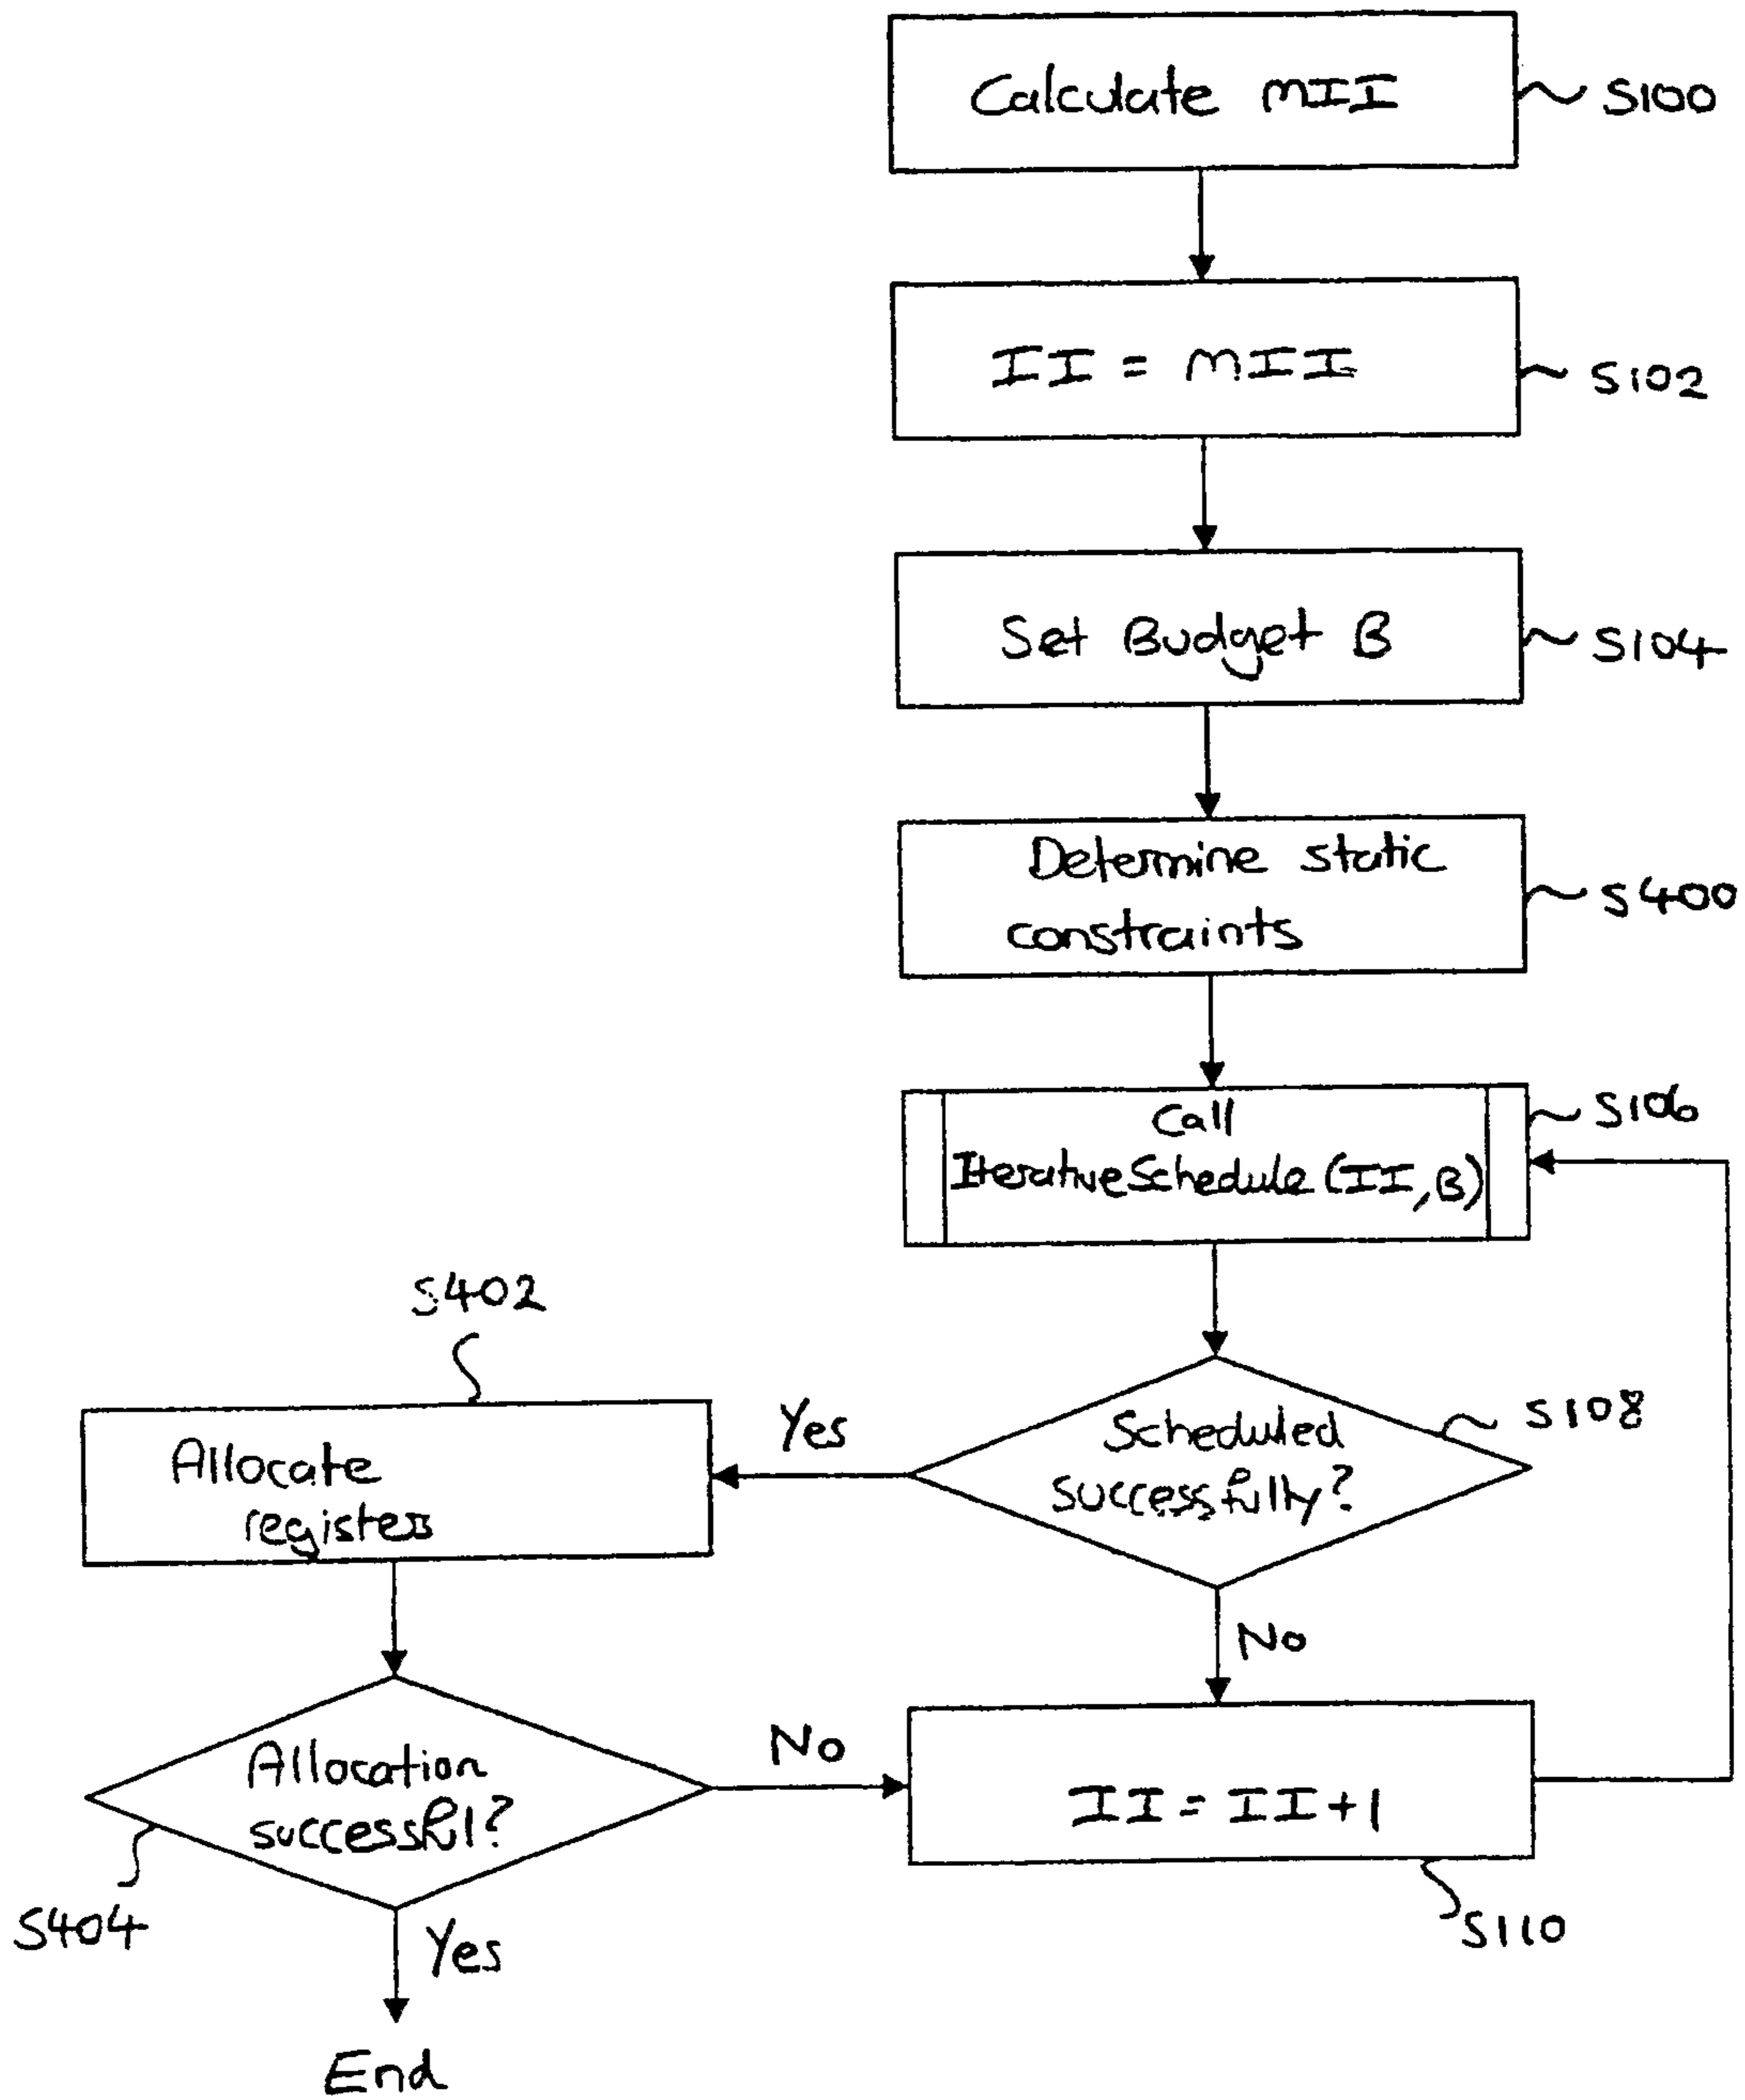 Calculate MII
S100
II = MII
S102
Set Budget B
S104
Determine static
constraints
S400
Call
IterativeSchedule (II, B)
S106
S402
Allocate
registers
Yes
Scheduled
successfully?
S108
No
Allocation
successful?
S404
No
II = II + 1
S110
Yes
End